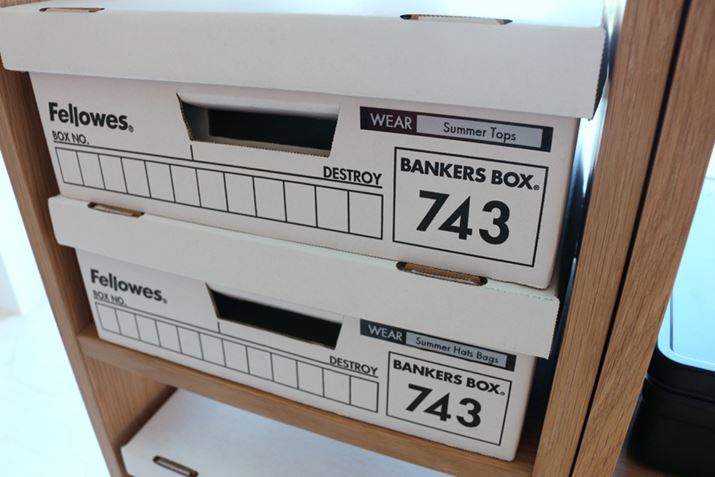 Fellowes®
BOX NO.
DESTROY
WEAR Summer Tops
BANKERS BOX®
743
Fellowes®
BOX NO.
DESTROY
WEAR Summer Hats Bags
BANKERS BOX®
743